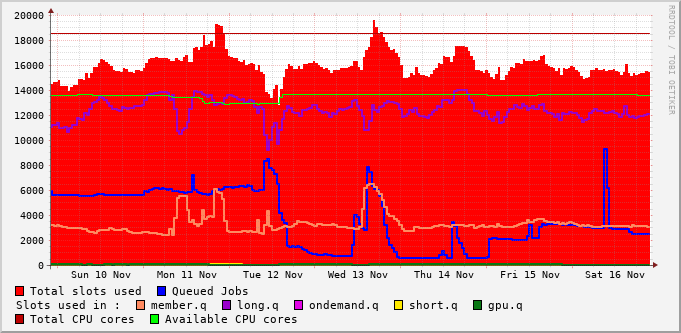 20000
18000
16000
14000
12000
10000
8000
6000
4000
2000
0
Sun 10 Nov Mon 11 Nov Tue 12 Nov Wed 13 Nov Thu 14 Nov Fri 15 Nov Sat 16 Nov
Total slots used Queued Jobs
Slots used in : member.q long.q ondemand.q short.q gpu.q
Total CPU cores Available CPU cores
RRDTOOL / TOBI OETIKER